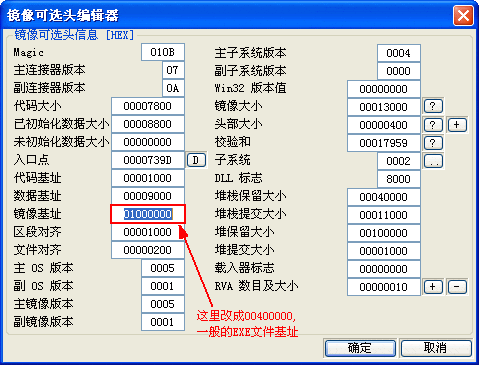 镜像可选头编辑器
镜像可选头信息 [HEX]
Magic 010B
主连接器版本 07
副连接器版本 0A
代码大小 00007800
已初始化数据大小 00008800
未初始化数据大小 00000000
入口点 0000739D D
代码基址 00001000
数据基址 00009000
镜像基址 01000000
区段对齐 00001000
文件对齐 00000200
主 OS 版本 0005
副 OS 版本 0001
主镜像版本 0005
副镜像版本 0001
主子系统版本 0004
副子系统版本 0000
Win32 版本值 00000000
镜像大小 00013000 ?
头部大小 00000400 ? +
校验和 00017959 ?
子系统 0002 ..
DLL 标志 8000
堆栈保留大小 00040000
堆栈提交大小 00011000
堆保留大小 00100000
堆提交大小 00001000
载入器标志 00000000
RVA 数目及大小 00000010 + -
这里改成00400000,
一般的EXE文件基址
确定 取消